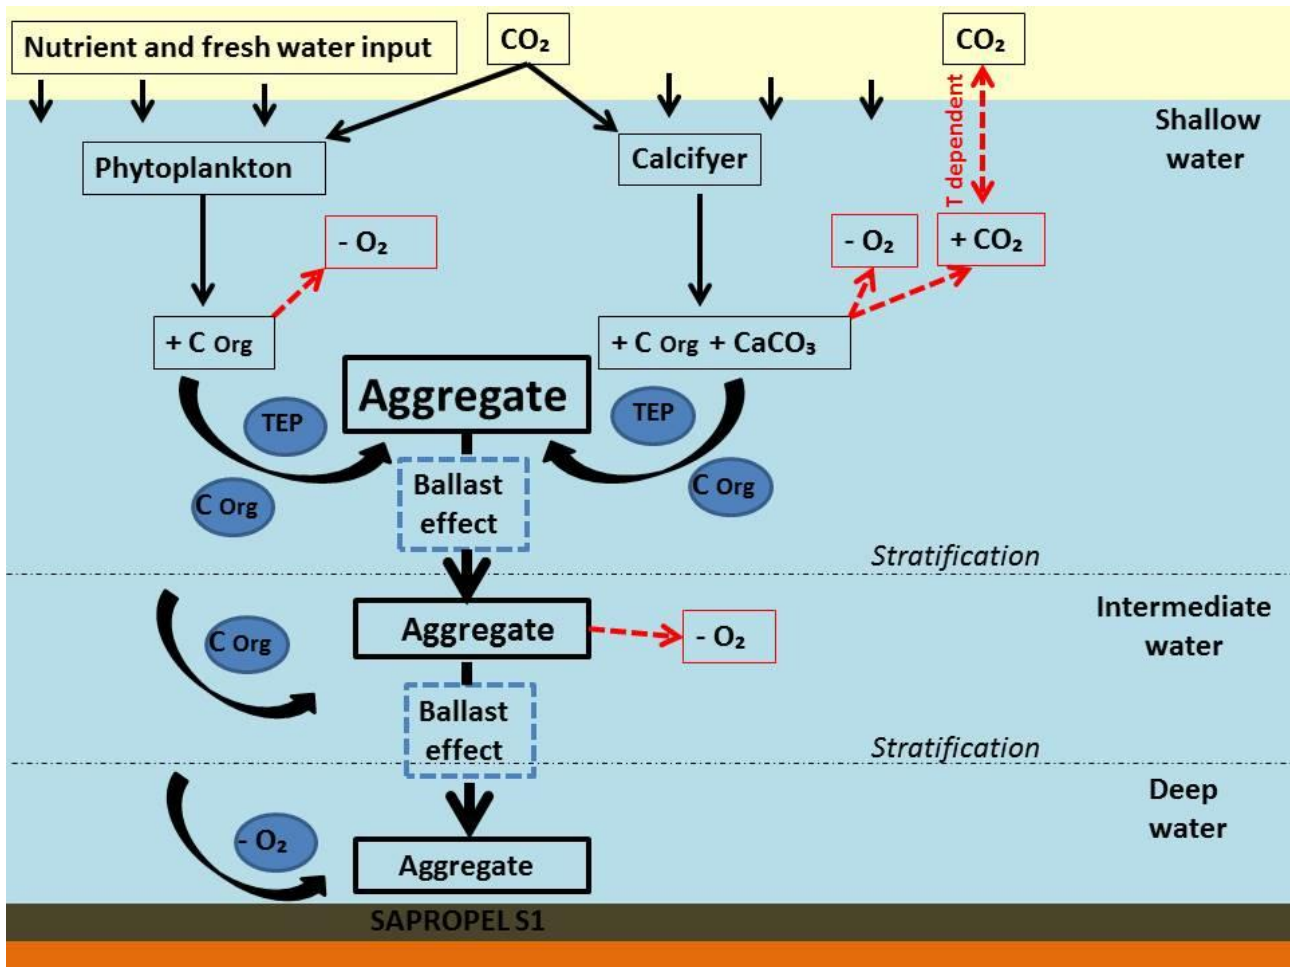 Nutrient and fresh water input
CO₂
CO₂
T dependent
Shallow
water
Phytoplankton
Calcifyer
- O₂
- O₂
+ CO₂
+ C Org
+ C Org + CaCO₃
Aggregate
TEP
TEP
C Org
Ballast
effect
C Org
Stratification
Intermediate
water
C Org
Aggregate
- O₂
Ballast
effect
Stratification
Deep
water
- O₂
Aggregate
SAPROPEL S1